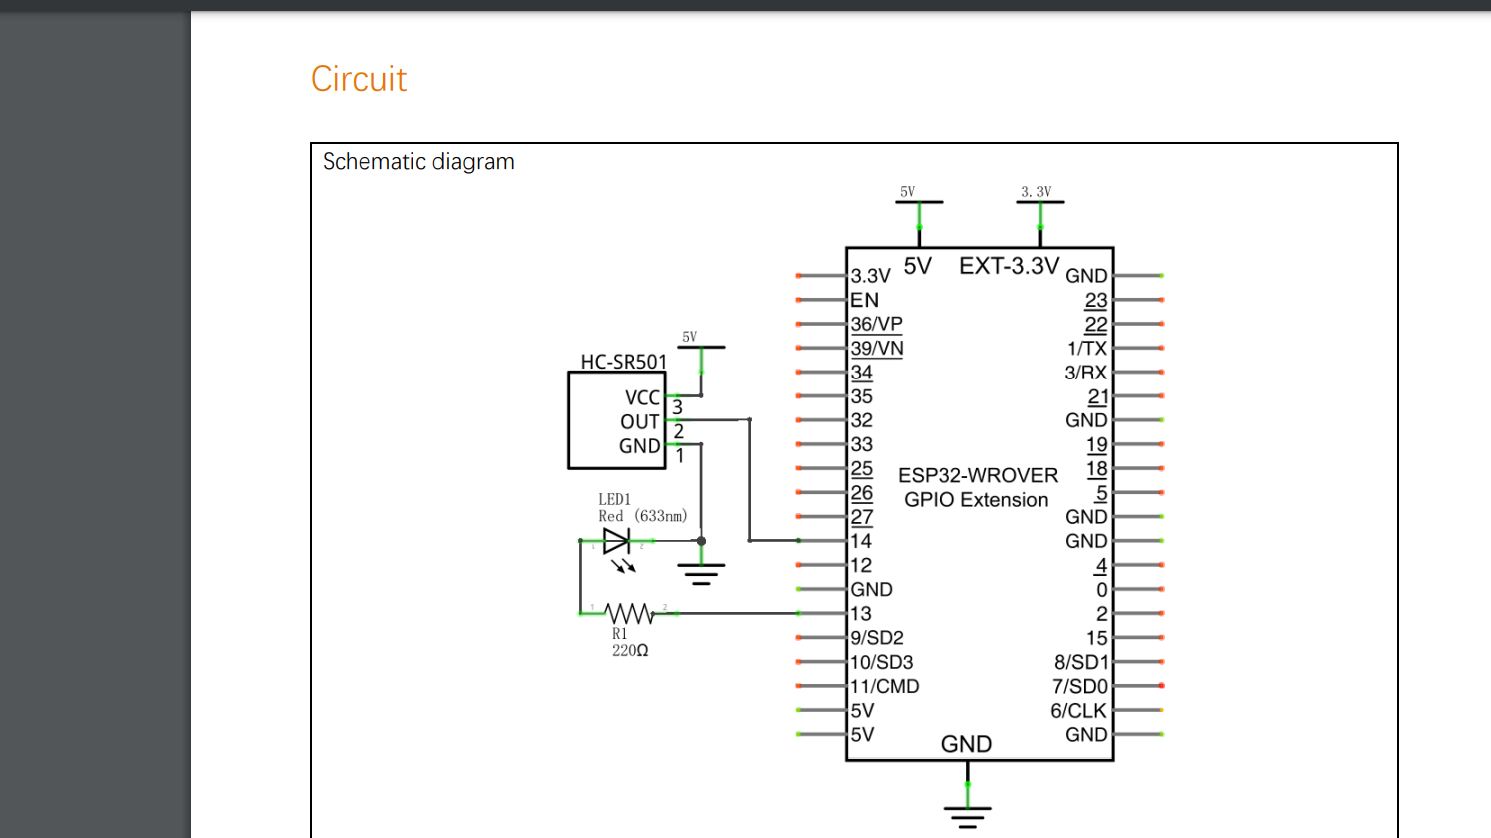 Circuit
Schematic diagram
5V
3.3V
5V
EXT-3.3V
3.3V
EN
36/VP
39/VN
34
35
32
33
25
26
27
14
12
GND
13
9/SD2
10/SD3
11/CMD
5V
5V
ESP32-WROVER
GPIO Extension
GND
GND
23
22
1/TX
3/RX
21
GND
19
18
5
GND
GND
4
0
2
15
8/SD1
7/SD0
6/CLK
GND
5V
HC-SR501
VCC
3
OUT
2
GND
1
LED1
Red (633nm)
1
2
1
2
R1
220Ω